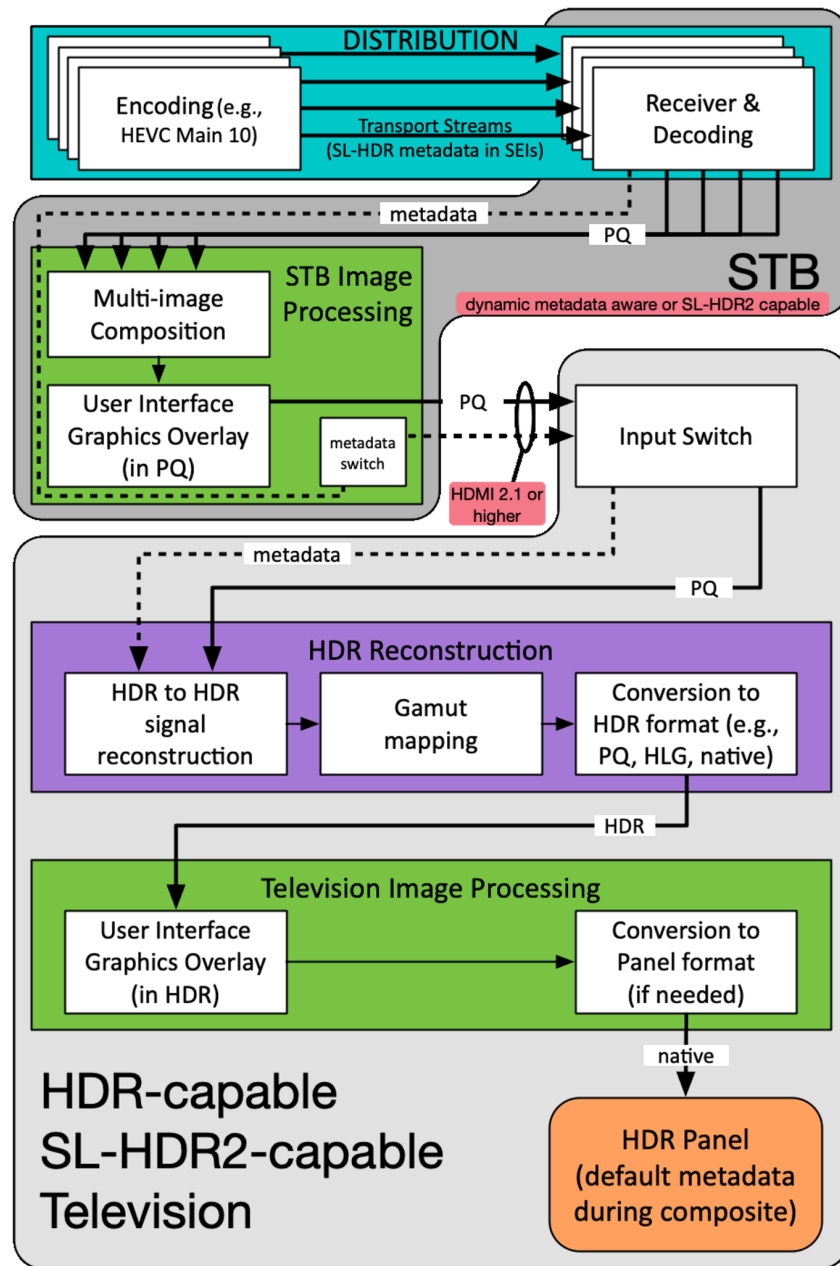 DISTRIBUTION
Encoding (e.g.,
HEVC Main 10)
Transport Streams
(SL-HDR metadata in SEIs)
Receiver &
Decoding
metadata
PQ
STB
dynamic metadata aware or SL-HDR2 capable
STB Image
Processing
Multi-image
Composition
User Interface
Graphics Overlay
(in PQ)
metadata
switch
PQ
HDMI 2.1 or
higher
Input Switch
metadata
PQ
HDR Reconstruction
HDR to HDR
signal
reconstruction
Gamut
mapping
Conversion to
HDR format (e.g.,
PQ, HLG, native)
HDR
Television Image Processing
User Interface
Graphics Overlay
(in HDR)
Conversion to
Panel format
(if needed)
native
HDR-capable
SL-HDR2-capable
Television
HDR Panel
(default metadata
during composite)